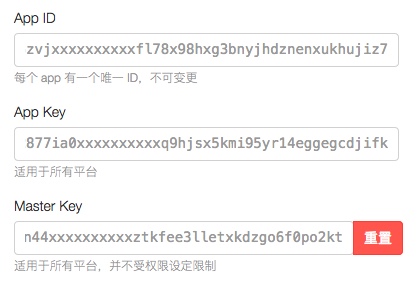 App ID
zvjxxxxxxxxxxfl78x98hxg3bnyjhdznenxukhujiz7
每个 app 有一个唯一 ID，不可变更
App Key
877ia0xxxxxxxxxxq9hjsx5kmi95yr14eggegcdjifk
适用于所有平台
Master Key
n44xxxxxxxxxxztkfee3lletxkdzgo6f0po2kt 重置
适用于所有平台，并不受权限设定限制